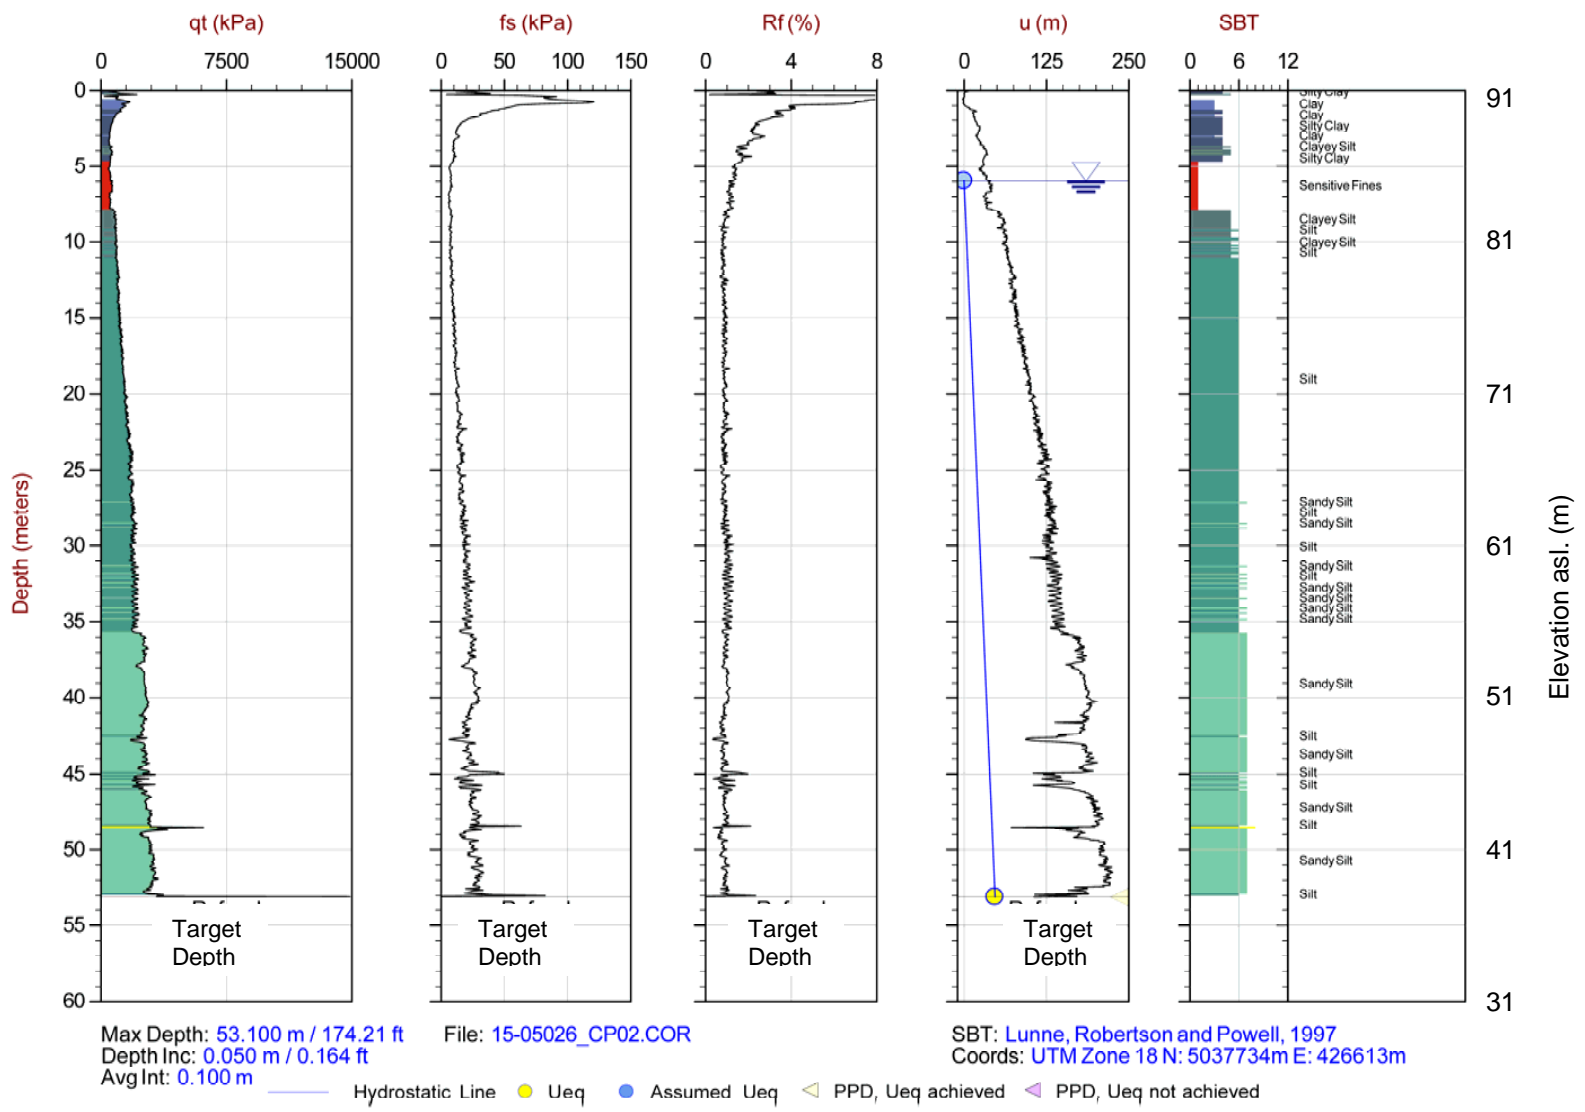 qt (kPa) fs (kPa) Rf (%) u (m) SBT
0 7500 15000 0 50 100 150 0 4 8 0 125 250 0 6 12
0
5
10
15
20
25
30
35
40
45
50
55
60
Depth (meters)
Silty Clay
Clay
Clay
Silty Clay
Clay
Clayey Silt
Silty Clay
Sensitive Fines
Clayey Silt
Silt
Clayey Silt
Silt
Silt
Sandy Silt
Silt
Sandy Silt
Silt
Sandy Silt
Silt
Sandy Silt
Sandy Silt
Sandy Silt
Sandy Silt
Sandy Silt
Silt
Sandy Silt
Silt
Silt
Sandy Silt
Silt
Sandy Silt
Silt
91
81
71
61
51
41
31
Elevation asl. (m)
Target Depth
Target Depth
Target Depth
Target Depth
Max Depth: 53.100 m / 174.21 ft
Depth Inc: 0.050 m / 0.164 ft
Avg Int: 0.100 m
File: 15-05026_CP02.COR
SBT: Lunne, Robertson and Powell, 1997
Coords: UTM Zone 18 N: 5037734m E: 426613m
Hydrostatic Line Ueq Assumed Ueq PPD, Ueq achieved PPD, Ueq not achieved